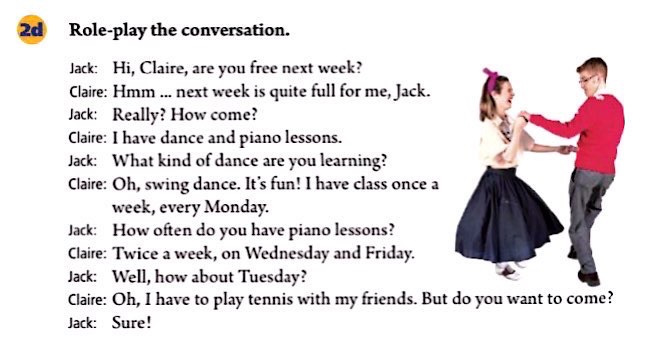 2d Role-play the conversation.
Jack: Hi, Claire, are you free next week?
Claire: Hmm ... next week is quite full for me, Jack.
Jack: Really? How come?
Claire: I have dance and piano lessons.
Jack: What kind of dance are you learning?
Claire: Oh, swing dance. It's fun! I have class once a
week, every Monday.
Jack: How often do you have piano lessons?
Claire: Twice a week, on Wednesday and Friday.
Jack: Well, how about Tuesday?
Claire: Oh, I have to play tennis with my friends. But do you want to come?
Jack: Sure!